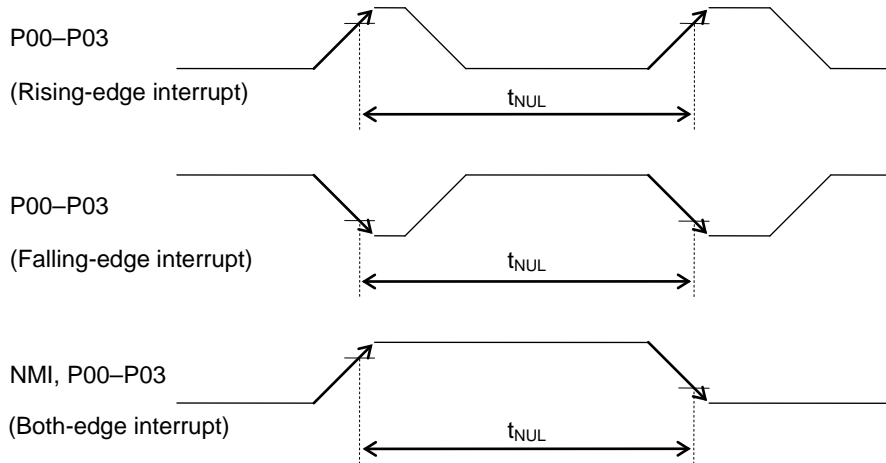 P00–P03
(Rising-edge interrupt)
tNUL
P00–P03
(Falling-edge interrupt)
tNUL
NMI, P00–P03
(Both-edge interrupt)
tNUL